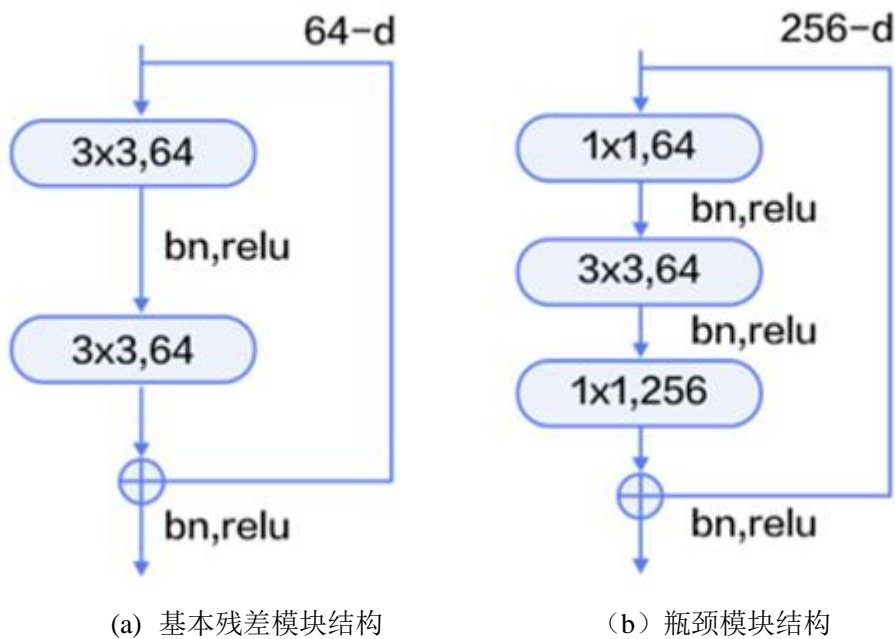 64-d
3x3,64
bn,relu
3x3,64
bn,relu
(a) 基本残差模块结构
256-d
1x1,64
bn,relu
3x3,64
bn,relu
1x1,256
bn,relu
（b）瓶颈模块结构